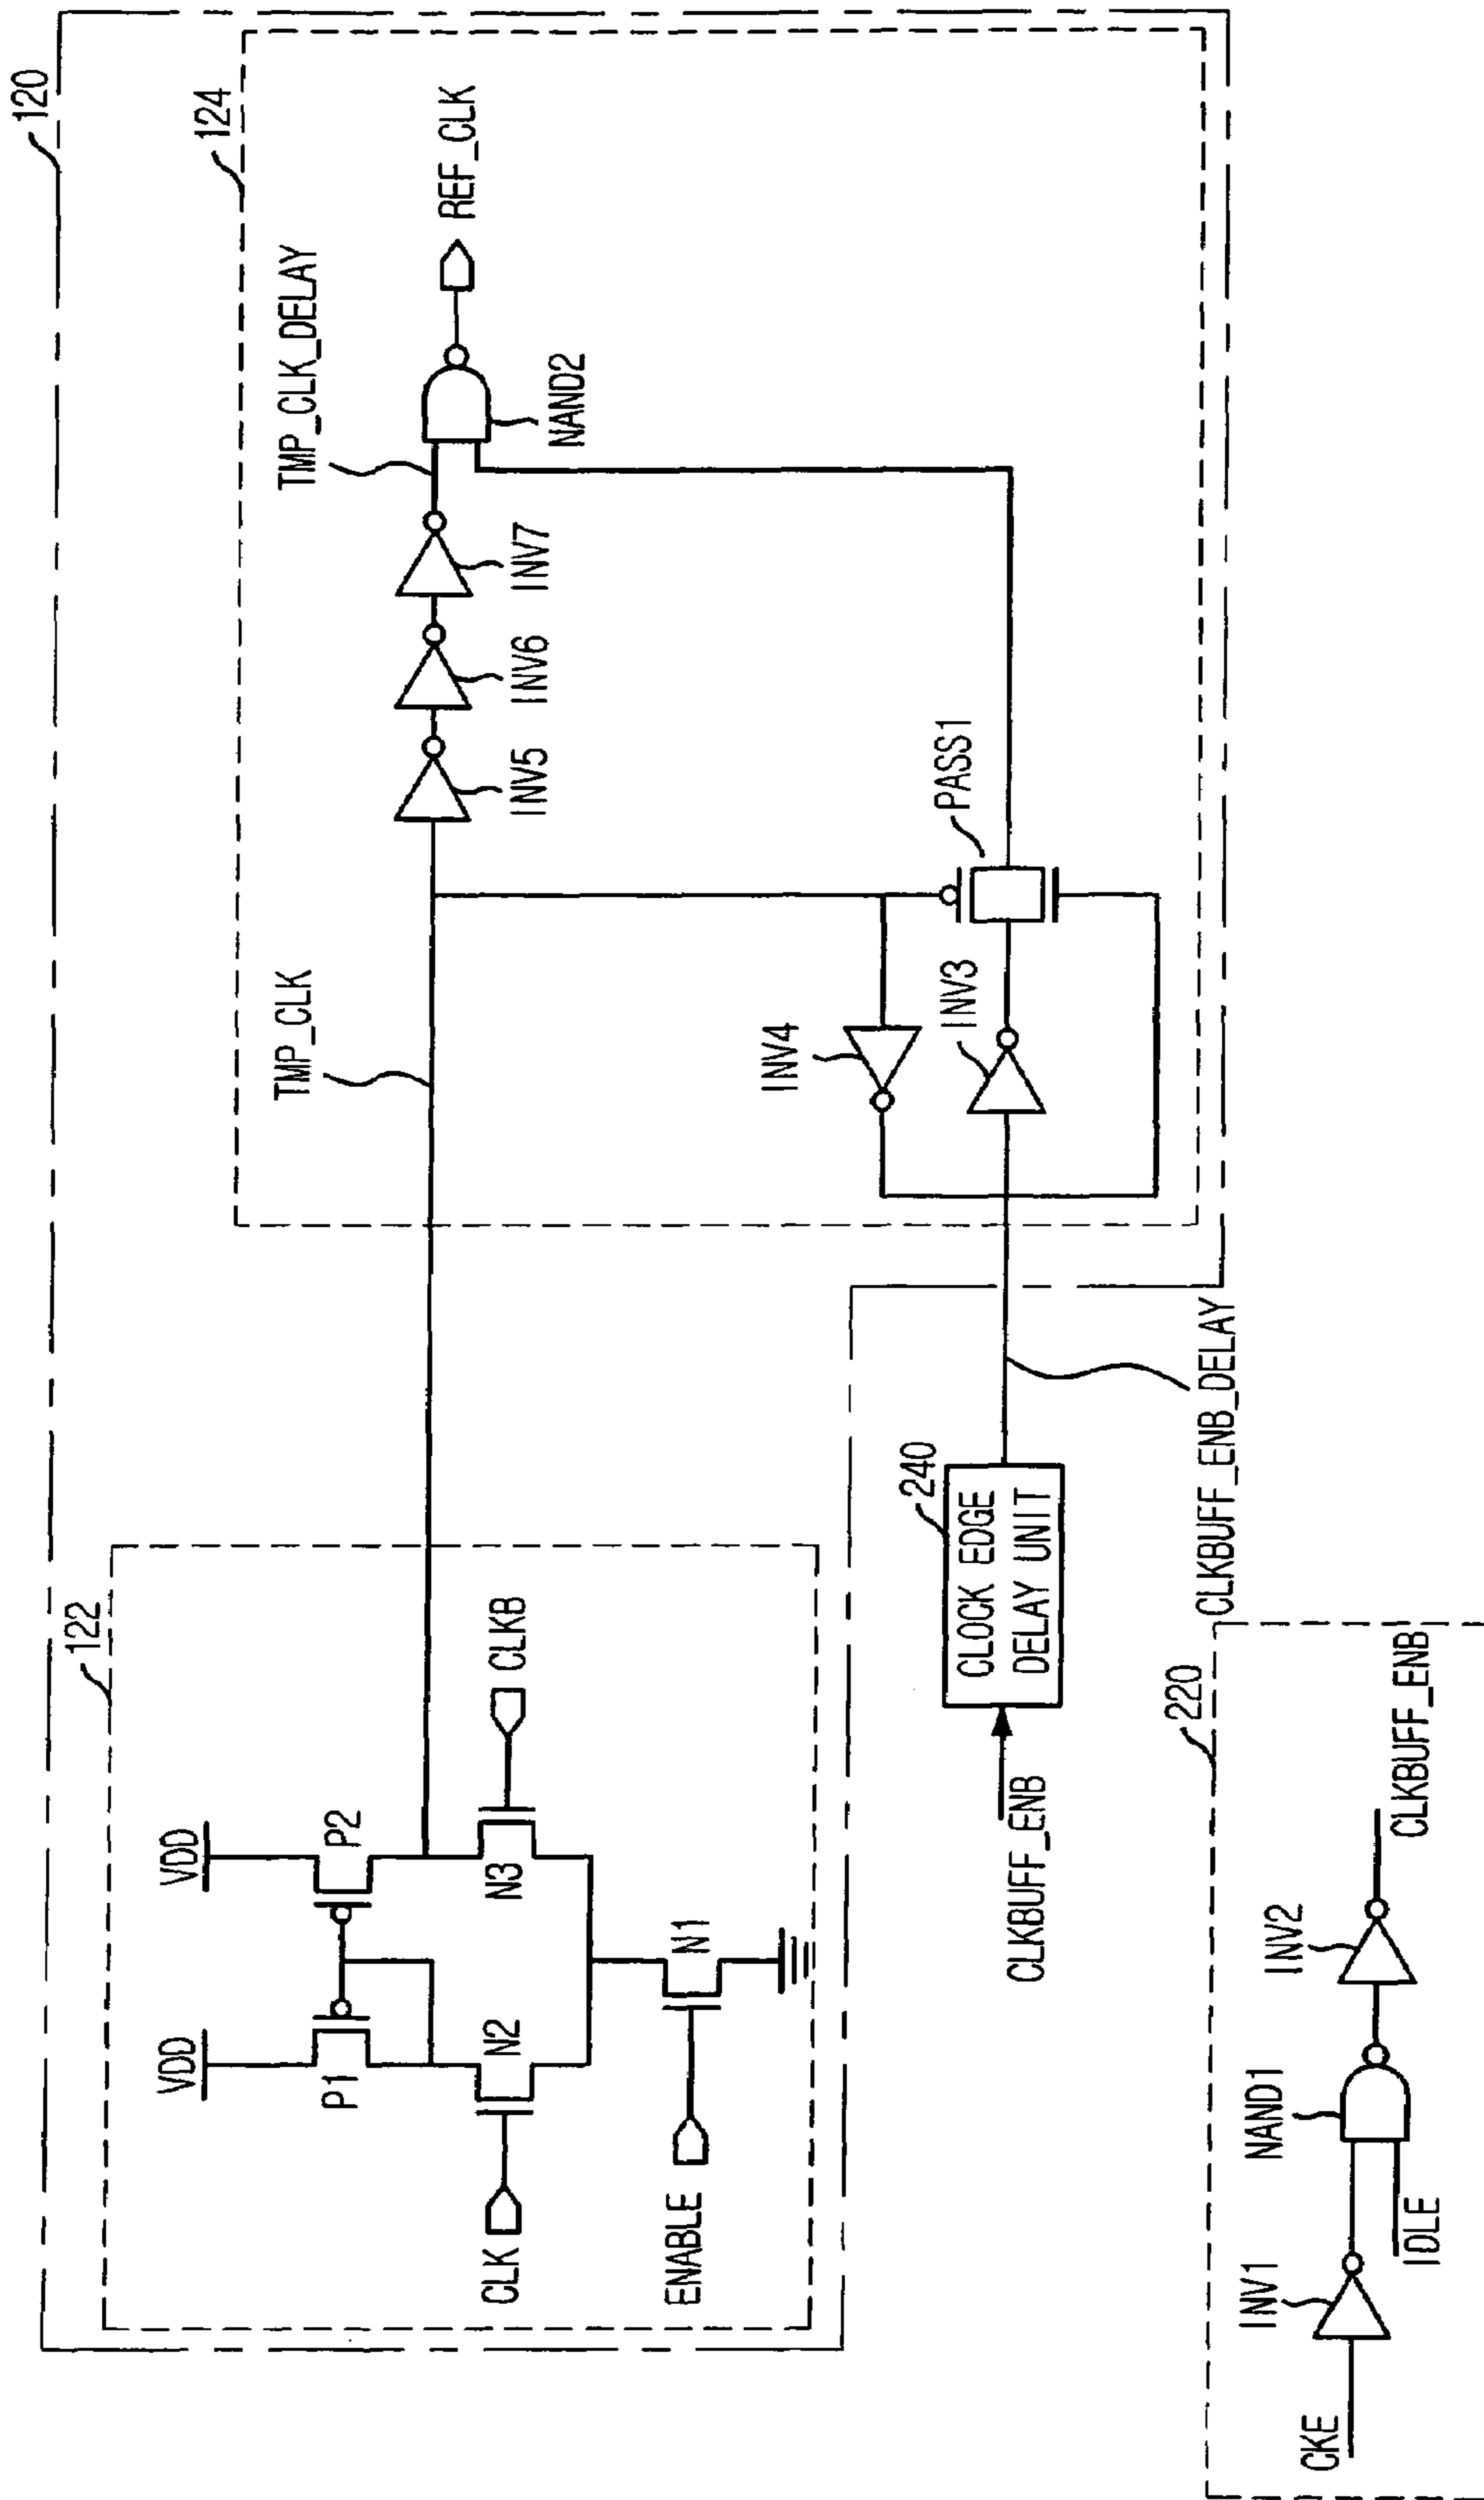 120
124
TMP_CLK
TMP_CLK_DELAY
REF_CLK
INV5
INV6
INV7
NAND2
INV4
INV3
PASS1
122
VDD
VDD
P1
P2
CLK
N2
N3
CLKB
ENABLE
N1
CLKBUFF_ENB
240
CLOCK EDGE
DELAY UNIT
CLKBUFF_ENB_DELAY
220
CKE
INV1
NAND1
IDLE
INV2
CLKBUFF_ENB